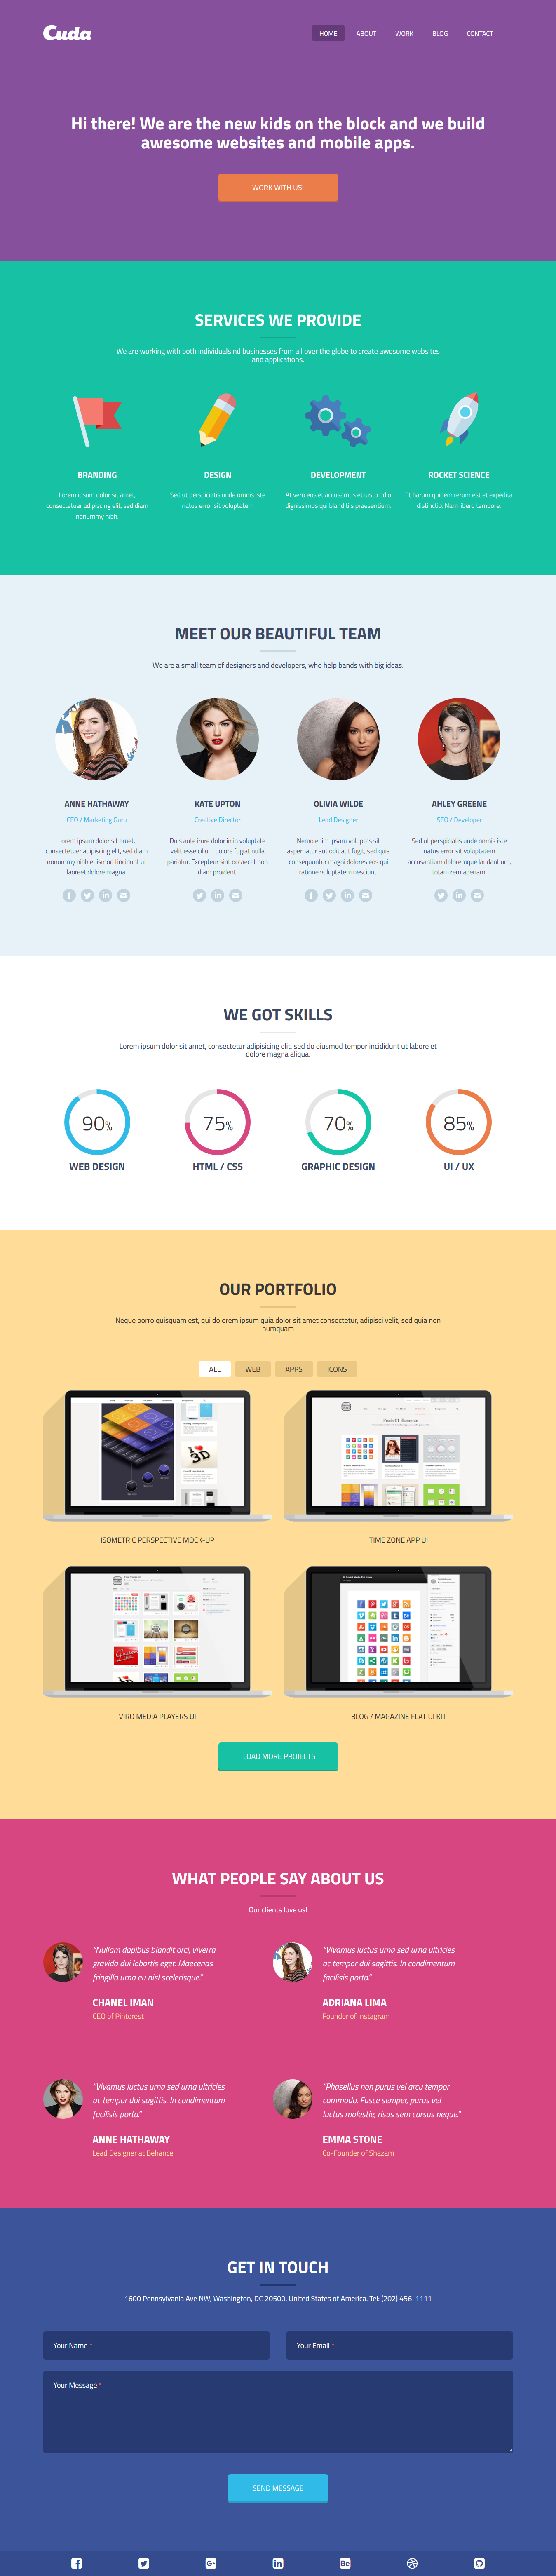 Cuda
HOME ABOUT WORK BLOG CONTACT
Hi there! We are the new kids on the block and we build
awesome websites and mobile apps.
WORK WITH US!
SERVICES WE PROVIDE
We are working with both individuals nd businesses from all over the globe to create awesome websites
and applications.
BRANDING
Lorem ipsum dolor sit amet,
consectetuer adipiscing elit, sed diam
nonummy nibh.
DESIGN
Sed ut perspiciatis unde omnis iste
natus error sit voluptatem
DEVELOPMENT
At vero eos et accusamus et iusto odio
dignissimos qui blanditiis praesentium.
ROCKET SCIENCE
Et harum quidem rerum est et expedita
distinctio. Nam libero tempore.
MEET OUR BEAUTIFUL TEAM
We are a small team of designers and developers, who help bands with big ideas.
ANNE HATHAWAY
CEO / Marketing Guru
Lorem ipsum dolor sit amet,
consectetuer adipiscing elit, sed diam
nonummy nibh euismod tincidunt ut
laoreet dolore magna.
KATE UPTON
Creative Director
Duis aute irure dolor in in voluptate
velit esse cillum dolore fugiat nulla
pariatur. Excepteur sint occaecat non
diam proident.
OLIVIA WILDE
Lead Designer
Nemo enim ipsam voluptas sit
aspernatur aut odit aut fugit, sed quia
consequuntur magni dolores eos qui
ratione voluptatem nesciunt.
AHLEY GREENE
SEO / Developer
Sed ut perspiciatis unde omnis iste
natus error sit voluptatem
accusantium doloremque laudantium,
totam rem aperiam.
WE GOT SKILLS
Lorem ipsum dolor sit amet, consectetur adipisicing elit, sed do eiusmod tempor incididunt ut labore et
dolore magna aliqua.
90%
WEB DESIGN
75%
HTML / CSS
70%
GRAPHIC DESIGN
85%
UI / UX
OUR PORTFOLIO
Neque porro quisquam est, qui dolorem ipsum quia dolor sit amet consectetur, adipisci velit, sed quia non
numquam
ALL WEB APPS ICONS
ISOMETRIC PERSPECTIVE MOCK-UP
TIME ZONE APP UI
VIRO MEDIA PLAYERS UI
BLOG / MAGAZINE FLAT UI KIT
LOAD MORE PROJECTS
WHAT PEOPLE SAY ABOUT US
Our clients love us!
"Nullam dapibus blandit orci, viverra
gravida dui lobortis eget. Maecenas
fringilla urna eu nisl scelerisque."
CHANEL IMAN
CEO of Pinterest
"Vivamus luctus urna sed urna ultricies
ac tempor dui sagittis. In condimentum
facilisis porta."
ADRIANA LIMA
Founder of Instagram
"Vivamus luctus urna sed urna ultricies
ac tempor dui sagittis. In condimentum
facilisis porta."
ANNE HATHAWAY
Lead Designer at Behance
"Phasellus non purus vel arcu tempor
commodo. Fusce semper, purus vel
luctus molestie, risus sem cursus neque."
EMMA STONE
Co-Founder of Shazam
GET IN TOUCH
1600 Pennsylvania Ave NW, Washington, DC 20500, United States of America. Tel: (202) 456-1111
Your Name *
Your Email *
Your Message *
SEND MESSAGE